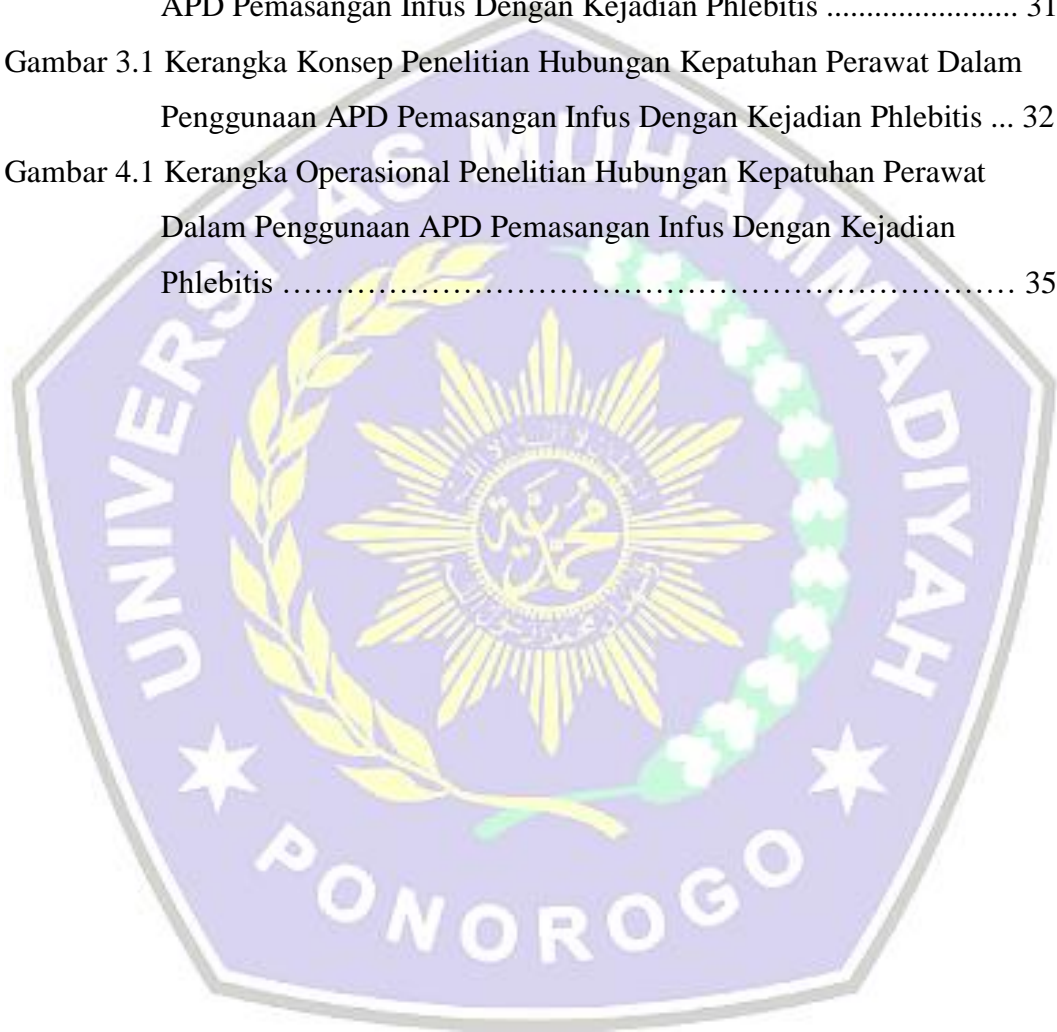 APD Pemasangan Infus Dengan Kejadian Phlebitis ........................ 31
Gambar 3.1 Kerangka Konsep Penelitian Hubungan Kepatuhan Perawat Dalam
Penggunaan APD Pemasangan Infus Dengan Kejadian Phlebitis ... 32
Gambar 4.1 Kerangka Operasional Penelitian Hubungan Kepatuhan Perawat
Dalam Penggunaan APD Pemasangan Infus Dengan Kejadian
Phlebitis ……………………………………………………………… 35
UNIVERSITAS MUHAMMADIYAH
PONOROGO